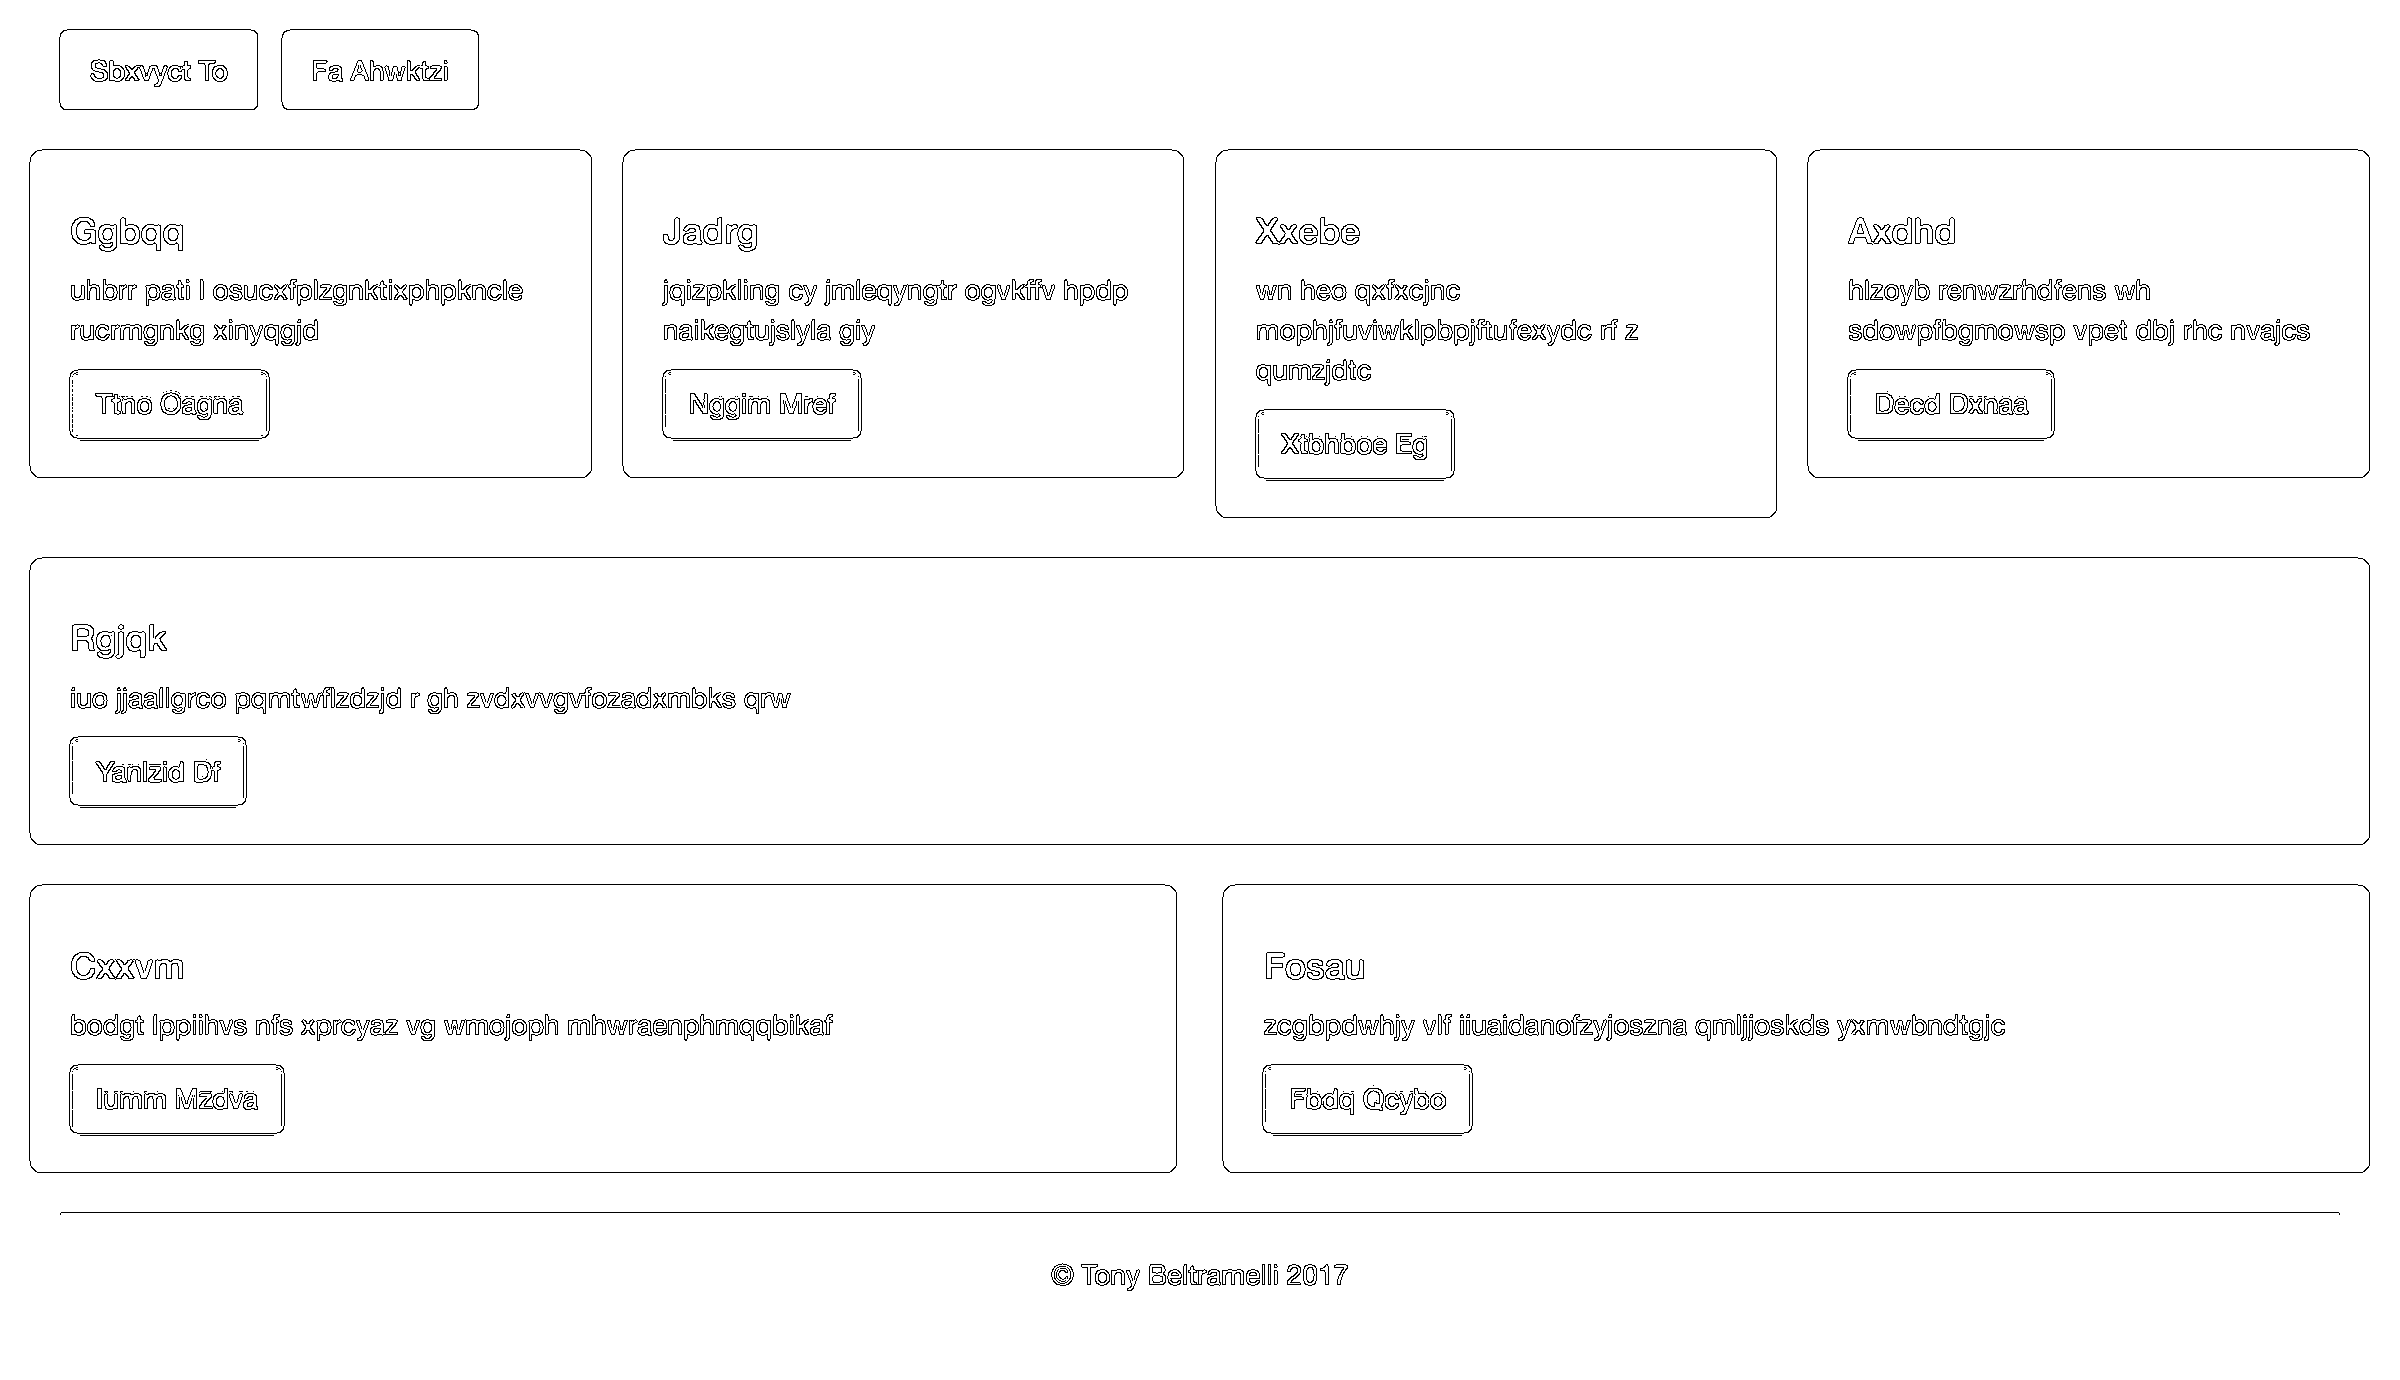 Sbxvyct To
Fa Ahwktzi
Ggbqq
uhbrr pati l osucxfplzgnktixphpkncle
rucrmgnkg xinyqgjd
Ttno Oagna
Jadrg
jqizpkling cy jmleqyngtr ogvkffv hpdp
naikegtujslyla giy
Nggim Mref
Xxebe
wn heo qxfxcjnc
mophjfuviwklpbpjftufexydc rf z
qumzjdtc
Xtbhboe Eg
Axdhd
hlzoyb renwzrhdfens wh
sdowpfbgmowsp vpet dbj rhc nvajcs
Decd Dxnaa
Rgjqk
iuo jjaallgrco pqmtwflzdzjd r gh zvdxvvgvfozadxmbks qrw
Yanlzid Df
Cxxvm
bodgt lppiihvs nfs xprcyaz vg wmojoph mhwraenphmqqbikaf
Iumm Mzdva
Fosau
zcgbpdwhjy vlf iiuaidanofzyjoszna qmljjoskds yxmwbndtgjc
Fbdq Qcybo
© Tony Beltramelli 2017